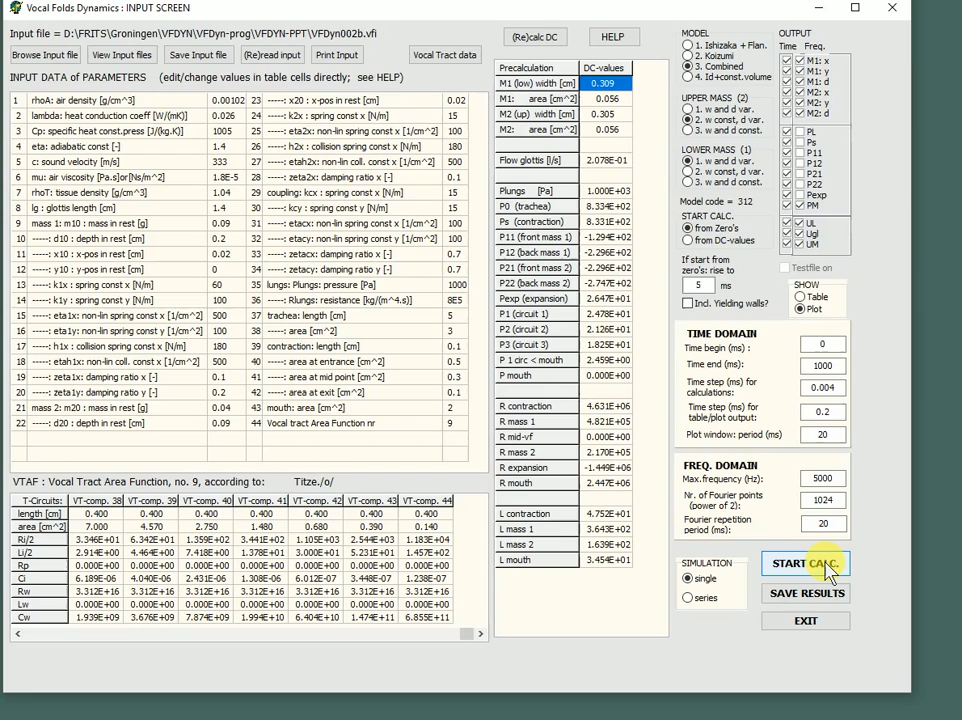 Vocal Folds Dynamics : INPUT SCREEN
Input file = D:\FRITS\Groningen\VFDYN\VFDyn-prog\VFDYN-PPT\VFDyn002b.vfi
Browse Input file View Input files Save Input file (Re)read input Print Input Vocal Tract data
(Re)calc DC HELP
INPUT DATA of PARAMETERS (edit/change values in table cells directly; see HELP)
1 rhoA: air density [g/cm^3] 0.00102 23 -----: x20 : x-pos in rest [cm] 0.02
2 lambda: heat conduction coeff [W/(mK)] 0.026 24 -----: k2x : spring const x [N/m] 15
3 Cp: specific heat const.press [J/(kg.K)] 1005 25 -----: eta2x: non-lin spring const x [1/cm^2] 100
4 eta: adiabatic const [-] 1.4 26 -----: h2x : collision spring const x [N/m] 180
5 c: sound velocity [m/s] 333 27 -----: etah2x: non-lin coll. const x [1/cm^2] 500
6 mu: air viscosity [Pa.s]or[Ns/m^2] 1.8E-5 28 -----: zeta2x: damping ratio x [-] 0.1
7 rhoT: tissue density [g/cm^3] 1.04 29 coupling: kcx : spring const x [N/m] 15
8 lg : glottis length [cm] 1.4 30 -----: kcy : spring const y [N/m] 15
9 mass 1: m10 : mass in rest [g] 0.09 31 -----: etacx: non-lin spring const x [1/cm^2] 100
10 -----: d10 : depth in rest [cm] 0.2 32 -----: etacy: non-lin spring const y [1/cm^2] 100
11 -----: x10 : x-pos in rest [cm] 0.02 33 -----: zetacx: damping ratio x [-] 0.7
12 -----: y10 : y-pos in rest [cm] 0 34 -----: zetacy: damping ratio y [-] 0.7
13 -----: k1x : spring const x [N/m] 60 35 lungs: Plungs: pressure [Pa] 1000
14 -----: k1y : spring const y [N/m] 100 36 -----: Rlungs: resistance [kg/(m^4.s)] 8E5
15 -----: eta1x: non-lin spring const x [1/cm^2] 500 37 trachea: length [cm] 5
16 -----: eta1y: non-lin spring const y [1/cm^2] 100 38 -----: area [cm^2] 3
17 -----: h1x : collision spring const x [N/m] 180 39 contraction: length [cm] 0.1
18 -----: etah1x: non-lin coll. const x [1/cm^2] 500 40 -----: area at entrance [cm^2] 0.5
19 -----: zeta1x: damping ratio x [-] 0.1 41 -----: area at mid point [cm^2] 0.3
20 -----: zeta1y: damping ratio y [-] 0.2 42 -----: area at exit [cm^2] 0.1
21 mass 2: m20 : mass in rest [g] 0.04 43 mouth: area [cm^2] 2
22 -----: d20 : depth in rest [cm] 0.09 44 Vocal tract Area Function nr 9
VTAF : Vocal Tract Area Function, no. 9, according to: Titze./o/
T-Circuits: VT-comp. 38 VT-comp. 39 VT-comp. 40 VT-comp. 41 VT-comp. 42 VT-comp. 43 VT-comp. 44
length [cm] 0.400 0.400 0.400 0.400 0.400 0.400 0.400
area [cm^2] 7.000 4.570 2.750 1.480 0.680 0.390 0.140
Ri/2 3.346E+01 6.342E+01 1.359E+02 3.441E+02 1.105E+03 2.544E+03 1.183E+04
Li/2 2.914E+00 4.464E+00 7.418E+00 1.378E+01 3.000E+01 5.231E+01 1.457E+02
Rp 0.000E+00 0.000E+00 0.000E+00 0.000E+00 0.000E+00 0.000E+00 0.000E+00
Ci 6.189E-06 4.040E-06 2.431E-06 1.308E-06 6.012E-07 3.448E-07 1.238E-07
Rw 3.312E+16 3.312E+16 3.312E+16 3.312E+16 3.312E+16 3.312E+16 3.312E+16
Lw 0.000E+00 0.000E+00 0.000E+00 0.000E+00 0.000E+00 0.000E+00 0.000E+00
Cw 1.939E+09 3.676E+09 7.874E+09 1.994E+10 6.404E+10 1.474E+11 6.855E+11
Precalculation DC-values
M1 (low) width [cm] 0.309
M1: area [cm^2] 0.056
M2 (up) width [cm] 0.305
M2: area [cm^2] 0.056
Flow glottis [l/s] 2.078E-01
Plungs [Pa] 1.000E+03
P0 (trachea) 8.334E+02
Ps (contraction) 8.331E+02
P11 (front mass 1) -1.294E+02
P12 (back mass 1) -2.296E+02
P21 (front mass 2) -2.296E+02
P22 (back mass 2) -2.747E+02
Pexp (expansion) 2.647E+01
P1 (circuit 1) 2.478E+01
P2 (circuit 2) 2.126E+01
P3 (circuit 3) 1.825E+01
P 1 circ < mouth 2.459E+00
P mouth 0.000E+00
R contraction 4.631E+06
R mass 1 4.821E+05
R mid-vf 0.000E+00
R mass 2 2.170E+05
R expansion -1.449E+06
R mouth 2.447E+03
L contraction 4.752E+01
L mass 1 3.643E+02
L mass 2 1.639E+02
L mouth 3.454E+01
MODEL
1. Ishizaka + Flan.
2. Koizumi
3. Combined
4. Id+const.volume
UPPER MASS (2)
1. w and d var.
2. w const, d var.
3. w and d const.
LOWER MASS (1)
1. w and d var.
2. w const, d var.
3. w and d const.
Model code = 312
START CALC.
from Zero's
from DC-values
If start from
zero's: rise to
5 ms
Incl. Yielding walls?
OUTPUT
Time Freq.
M1: x
M1: y
M1: d
M2: x
M2: y
M2: d
PL
Ps
P11
P12
P21
P22
Pexp
PM
UL
Ugl
UM
Testfile on
SHOW
Table
Plot
TIME DOMAIN
Time begin (ms) : 0
Time end (ms): 1000
Time step (ms) for
calculations: 0.004
Time step (ms) for
table/plot output: 0.2
Plot window: period (ms) 20
FREQ. DOMAIN
Max.frequency (Hz): 5000
Nr. of Fourier points
(power of 2): 1024
Fourier repetition
period (ms): 20
SIMULATION
single
series
START CALC.
SAVE RESULTS
EXIT